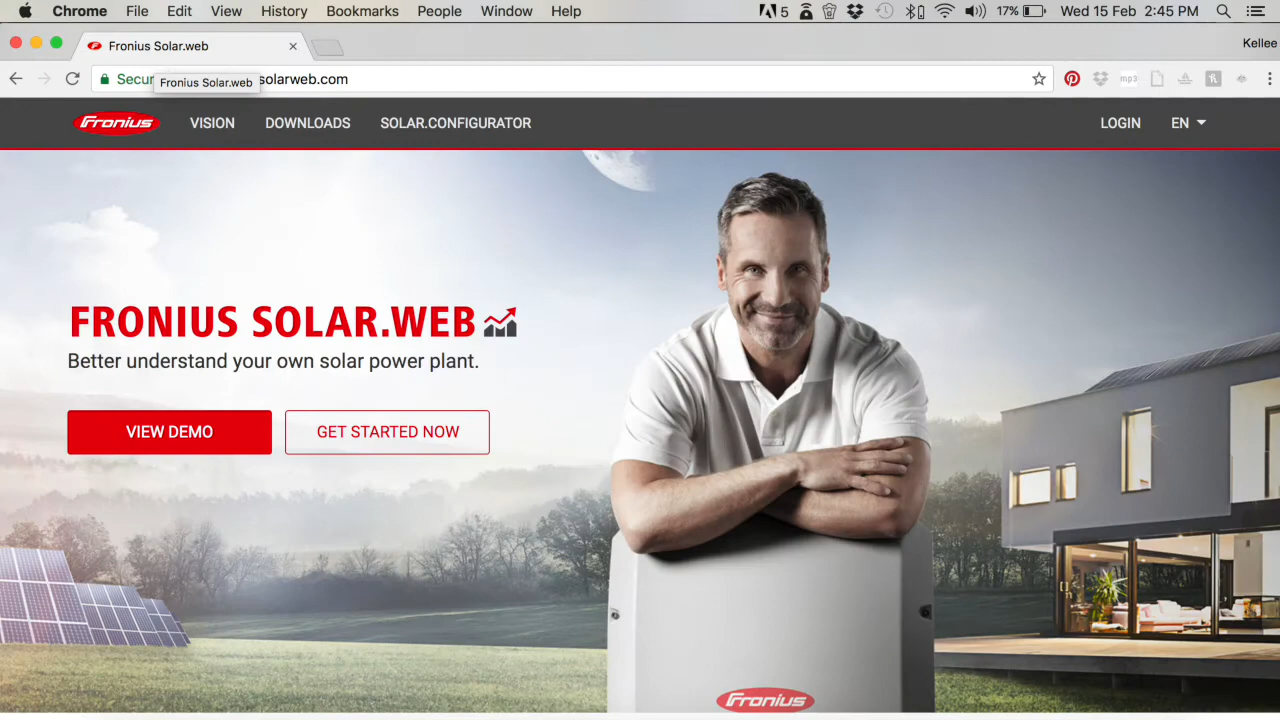 Chrome File Edit View History Bookmarks People Window Help 5 17% Wed 15 Feb 2:45 PM
Fronius Solar.web Kellee
Secur solarweb.com mp3
Fronius Solar.web
Fronius VISION DOWNLOADS SOLAR.CONFIGURATOR LOGIN EN
FRONIUS SOLAR.WEB
Better understand your own solar power plant.
VIEW DEMO GET STARTED NOW
Fronius